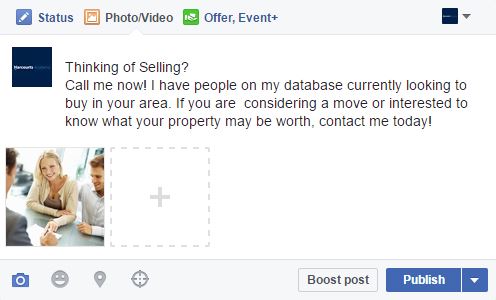 Status Photo/Video Offer, Event+
Harcourts
Thinking of Selling?
Call me now! I have people on my database currently looking to
buy in your area. If you are  considering a move or interested to
know what your property may be worth, contact me today!
Boost post Publish